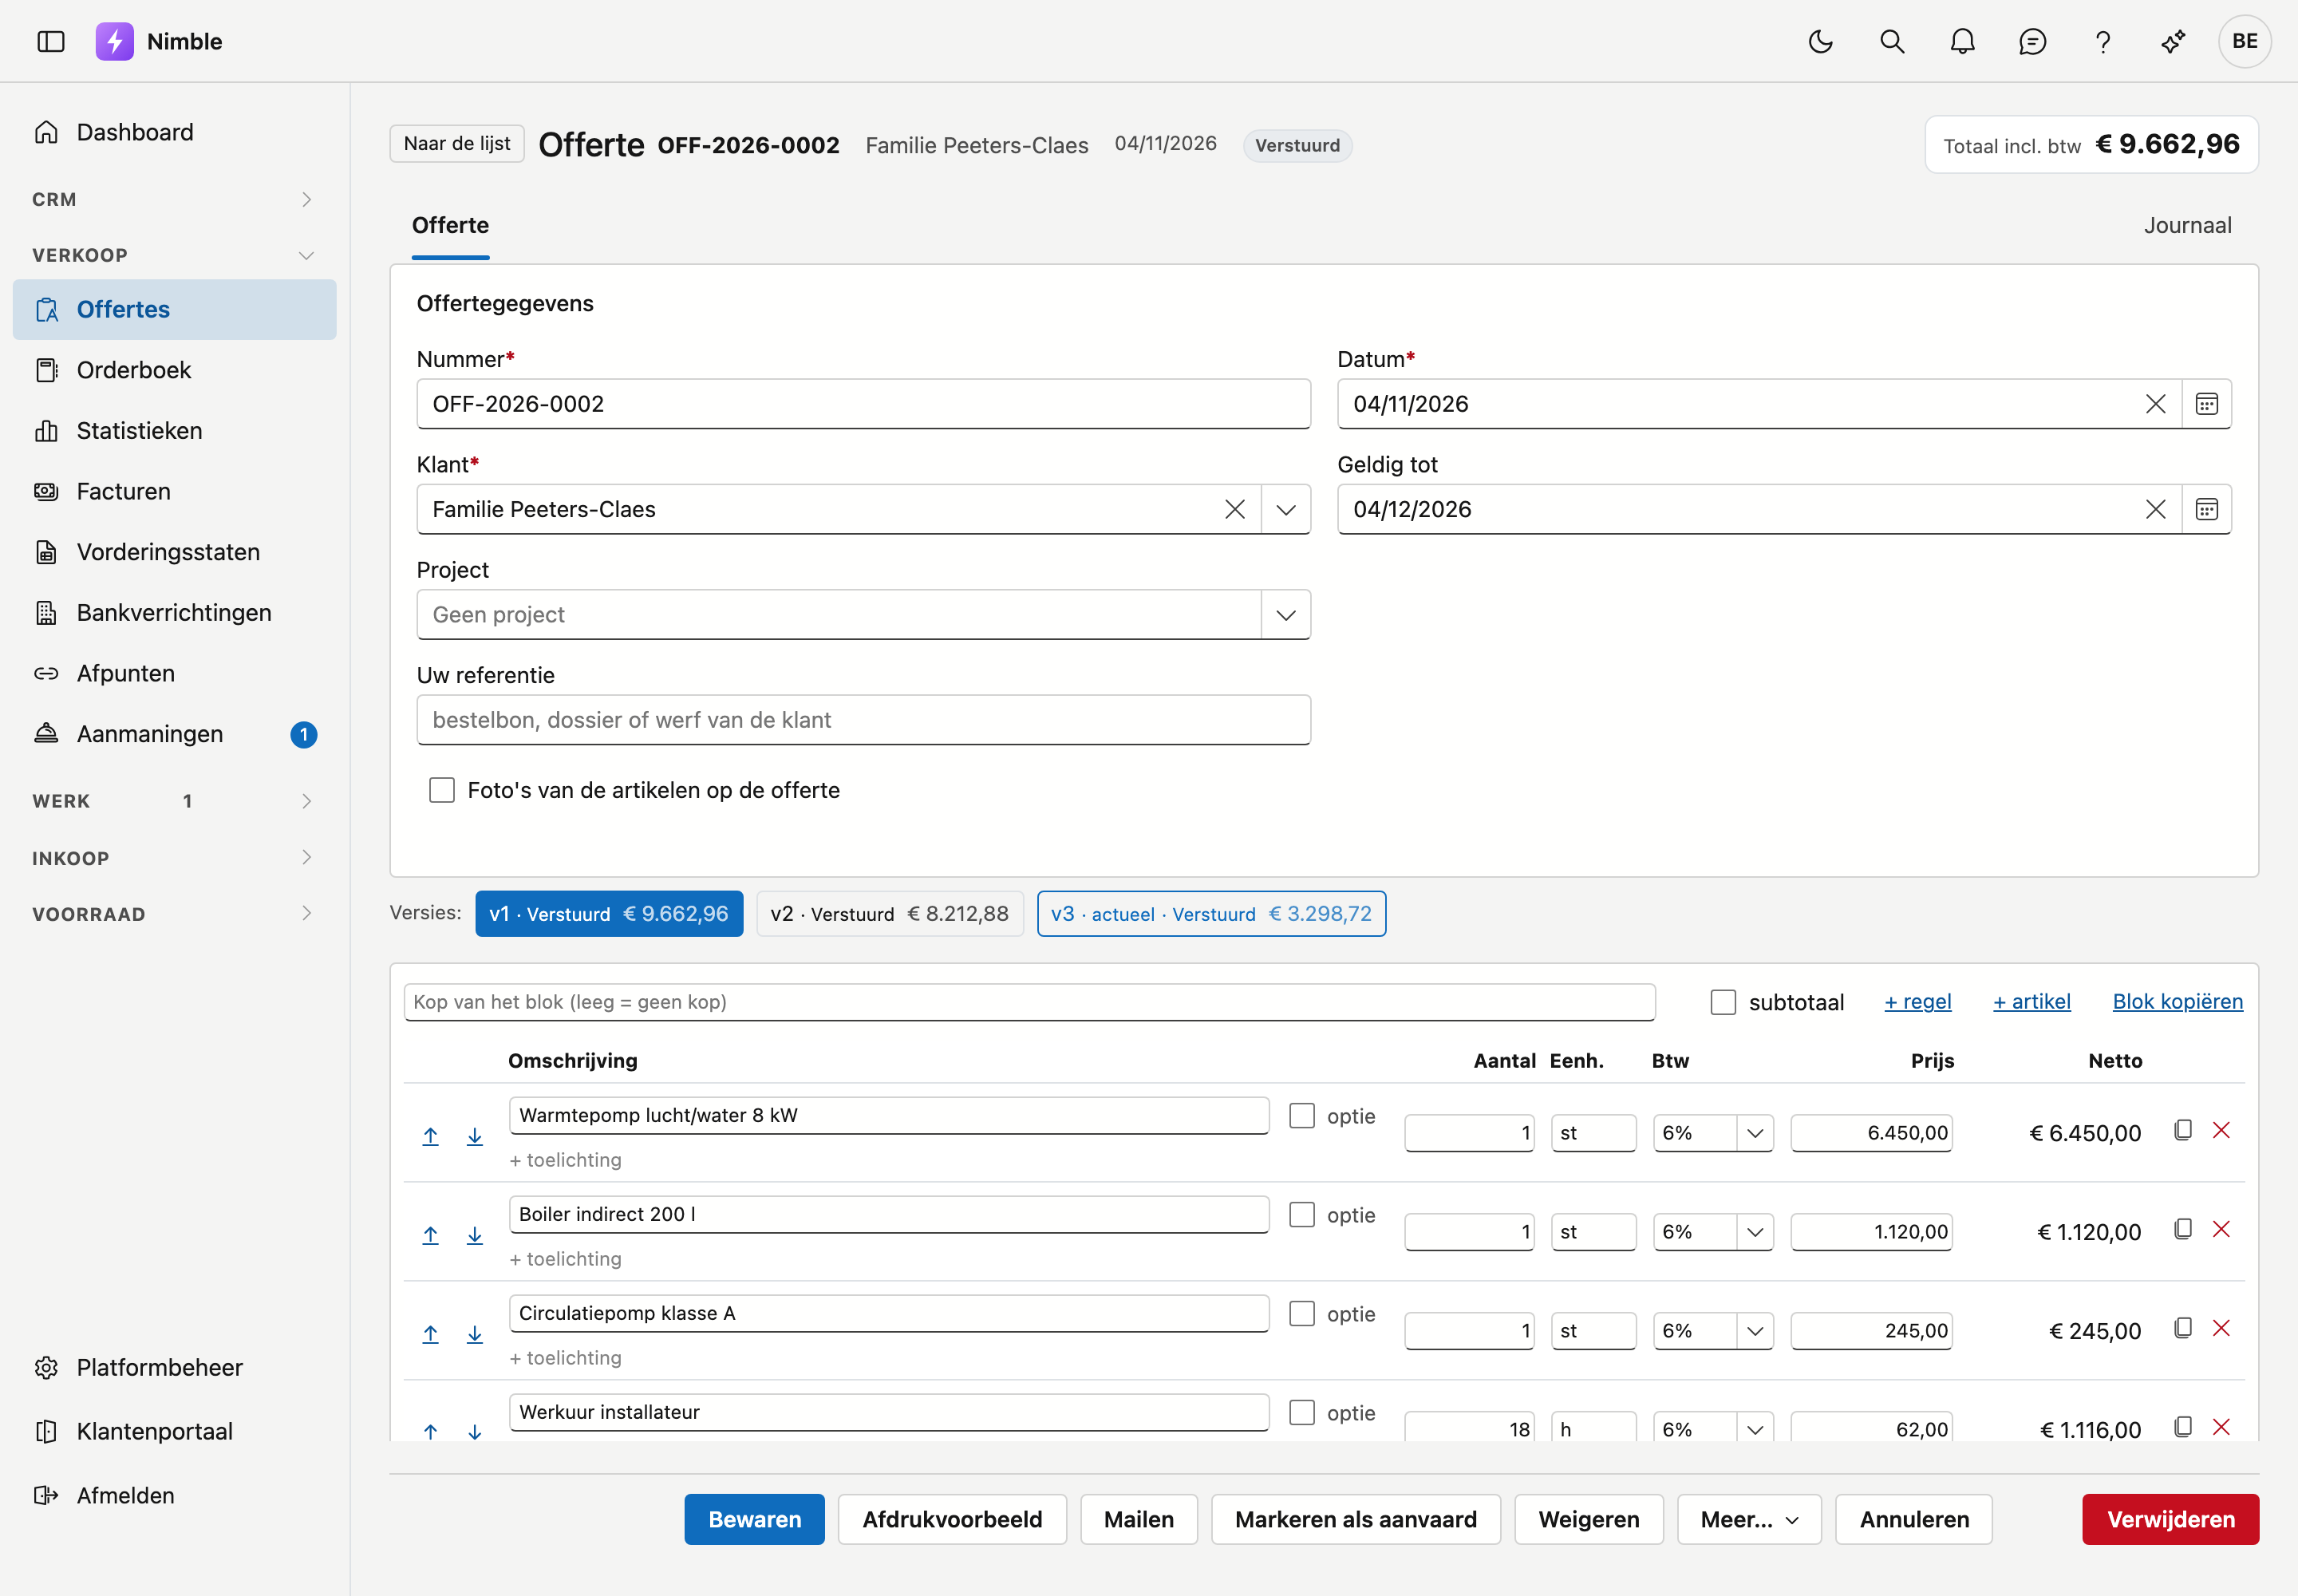 Nimble
BE
Dashboard
CRM
VERKOOP
Offertes
Orderboek
Statistieken
Facturen
Vorderingsstaten
Bankverrichtingen
Afpunten
Aanmaningen 1
WERK 1
INKOOP
VOORRAAD
Platformbeheer
Klantenportaal
Afmelden
Naar de lijst Offerte OFF-2026-0002 Familie Peeters-Claes 04/11/2026 Verstuurd Totaal incl. btw € 9.662,96
Offerte Journaal
Offertegegevens
Nummer* Datum*
OFF-2026-0002 04/11/2026
Klant* Geldig tot
Familie Peeters-Claes 04/12/2026
Project
Geen project
Uw referentie
bestelbon, dossier of werf van de klant
Foto's van de artikelen op de offerte
Versies: v1 · Verstuurd € 9.662,96 v2 · Verstuurd € 8.212,88 v3 · actueel · Verstuurd € 3.298,72
Kop van het blok (leeg = geen kop) subtotaal + regel + artikel Blok kopiëren
Omschrijving Aantal Eenh. Btw Prijs Netto
Warmtepomp lucht/water 8 kW optie 1 st 6% 6.450,00 € 6.450,00
+ toelichting
Boiler indirect 200 l optie 1 st 6% 1.120,00 € 1.120,00
+ toelichting
Circulatiepomp klasse A optie 1 st 6% 245,00 € 245,00
+ toelichting
Werkuur installateur optie 18 h 6% 62,00 € 1.116,00
Bewaren Afdrukvoorbeeld Mailen Markeren als aanvaard Weigeren Meer... Annuleren Verwijderen